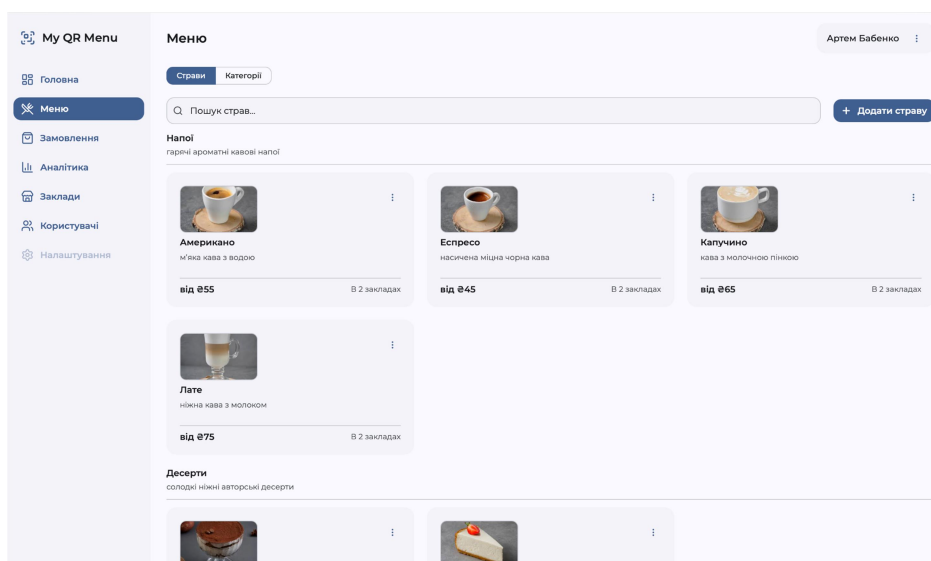 My QR Menu
Меню
Артем Бабенко
Головна
Меню
Замовлення
Аналітика
Заклади
Користувачі
Налаштування
Страви Категорії
Пошук страв...
+ Додати страву
Напої
гарячі ароматні кавові напої
Американо
м'яка кава з водою
від ₴55 В 2 закладах
Еспресо
насичена міцна чорна кава
від ₴45 В 2 закладах
Капучино
кава з молочною пінкою
від ₴65 В 2 закладах
Лате
ніжна кава з молоком
від ₴75 В 2 закладах
Десерти
солодкі ніжні авторські десерти